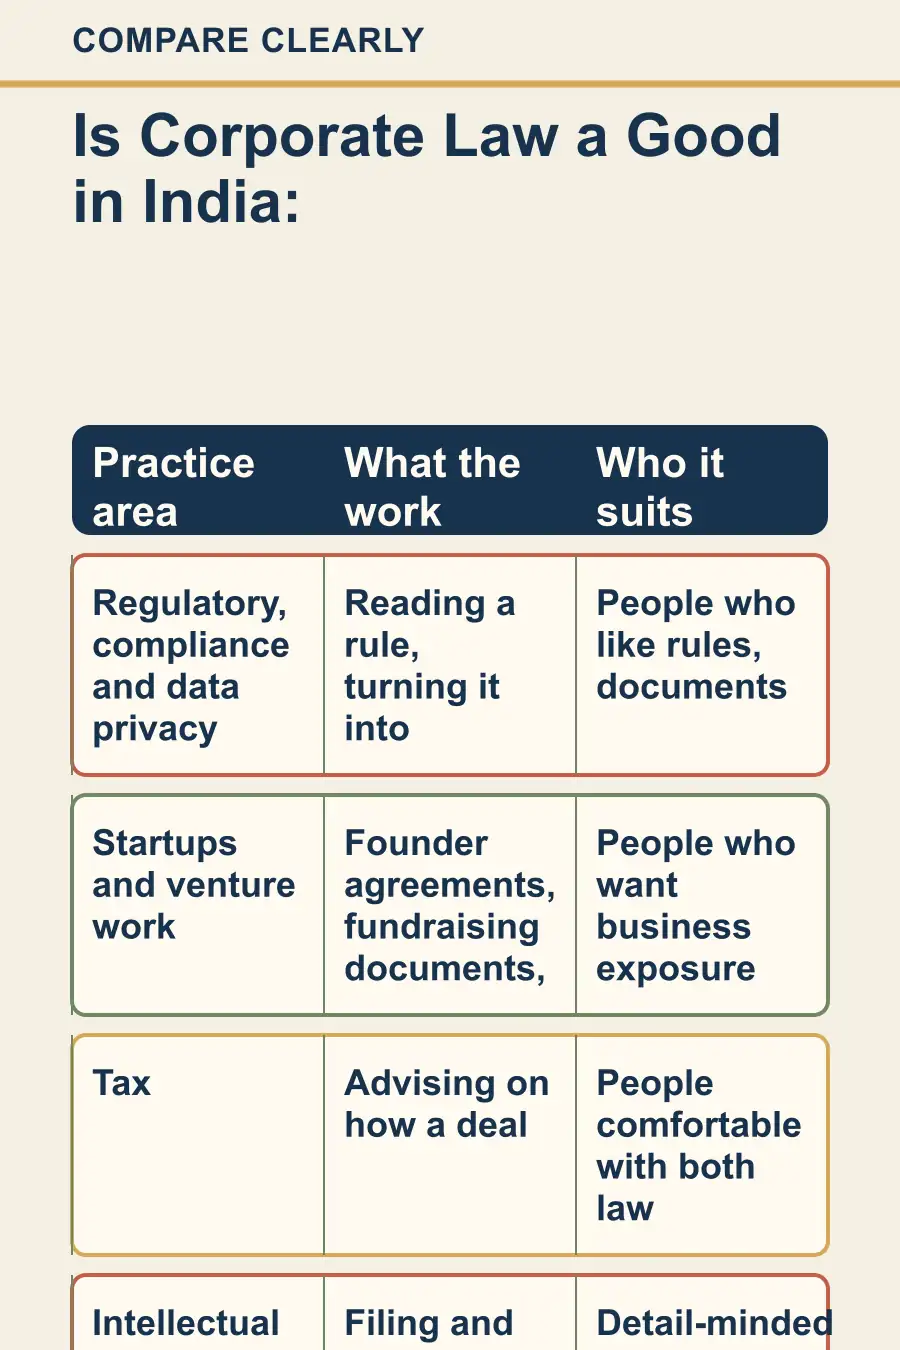 COMPARE CLEARLY
Is Corporate Law a Good
in India:
Practice
area
What the
work
Who it
suits
Regulatory,
compliance
and data
privacy
Reading a
rule,
turning it
into
People who
like rules,
documents
Startups
and venture
work
Founder
agreements,
fundraising
documents,
People who
want
business
exposure
Tax
Advising on
how a deal
People
comfortable
with both
law
Intellectual
Filing and
Detail-minded